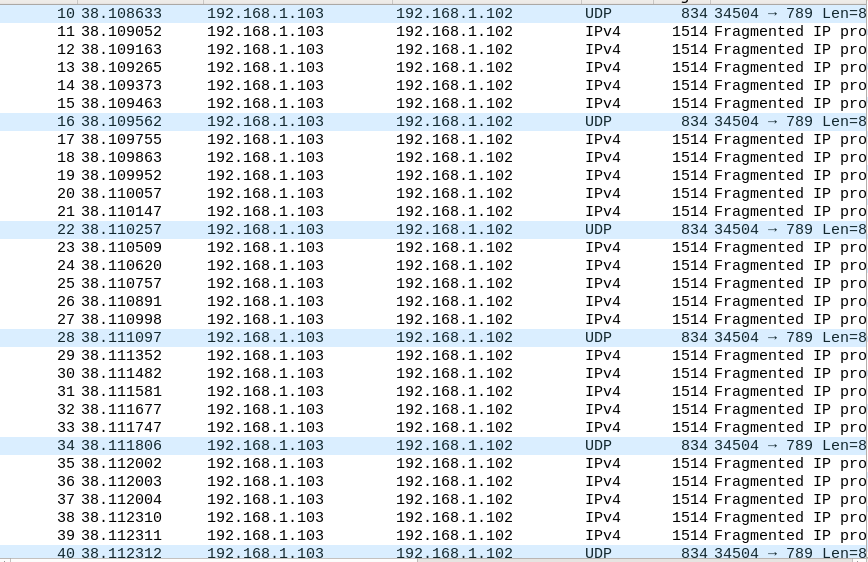 10 38.108633 192.168.1.103 192.168.1.102 UDP 834 34504 → 789 Len=8
11 38.109052 192.168.1.103 192.168.1.102 IPv4 1514 Fragmented IP pro
12 38.109163 192.168.1.103 192.168.1.102 IPv4 1514 Fragmented IP pro
13 38.109265 192.168.1.103 192.168.1.102 IPv4 1514 Fragmented IP pro
14 38.109373 192.168.1.103 192.168.1.102 IPv4 1514 Fragmented IP pro
15 38.109463 192.168.1.103 192.168.1.102 IPv4 1514 Fragmented IP pro
16 38.109562 192.168.1.103 192.168.1.102 UDP 834 34504 → 789 Len=8
17 38.109755 192.168.1.103 192.168.1.102 IPv4 1514 Fragmented IP pro
18 38.109863 192.168.1.103 192.168.1.102 IPv4 1514 Fragmented IP pro
19 38.109952 192.168.1.103 192.168.1.102 IPv4 1514 Fragmented IP pro
20 38.110057 192.168.1.103 192.168.1.102 IPv4 1514 Fragmented IP pro
21 38.110147 192.168.1.103 192.168.1.102 IPv4 1514 Fragmented IP pro
22 38.110257 192.168.1.103 192.168.1.102 UDP 834 34504 → 789 Len=8
23 38.110509 192.168.1.103 192.168.1.102 IPv4 1514 Fragmented IP pro
24 38.110620 192.168.1.103 192.168.1.102 IPv4 1514 Fragmented IP pro
25 38.110757 192.168.1.103 192.168.1.102 IPv4 1514 Fragmented IP pro
26 38.110891 192.168.1.103 192.168.1.102 IPv4 1514 Fragmented IP pro
27 38.110998 192.168.1.103 192.168.1.102 IPv4 1514 Fragmented IP pro
28 38.111097 192.168.1.103 192.168.1.102 UDP 834 34504 → 789 Len=8
29 38.111352 192.168.1.103 192.168.1.102 IPv4 1514 Fragmented IP pro
30 38.111482 192.168.1.103 192.168.1.102 IPv4 1514 Fragmented IP pro
31 38.111581 192.168.1.103 192.168.1.102 IPv4 1514 Fragmented IP pro
32 38.111677 192.168.1.103 192.168.1.102 IPv4 1514 Fragmented IP pro
33 38.111747 192.168.1.103 192.168.1.102 IPv4 1514 Fragmented IP pro
34 38.111806 192.168.1.103 192.168.1.102 UDP 834 34504 → 789 Len=8
35 38.112002 192.168.1.103 192.168.1.102 IPv4 1514 Fragmented IP pro
36 38.112003 192.168.1.103 192.168.1.102 IPv4 1514 Fragmented IP pro
37 38.112004 192.168.1.103 192.168.1.102 IPv4 1514 Fragmented IP pro
38 38.112310 192.168.1.103 192.168.1.102 IPv4 1514 Fragmented IP pro
39 38.112311 192.168.1.103 192.168.1.102 IPv4 1514 Fragmented IP pro
40 38.112312 192.168.1.103 192.168.1.102 UDP 834 34504 → 789 Len=8